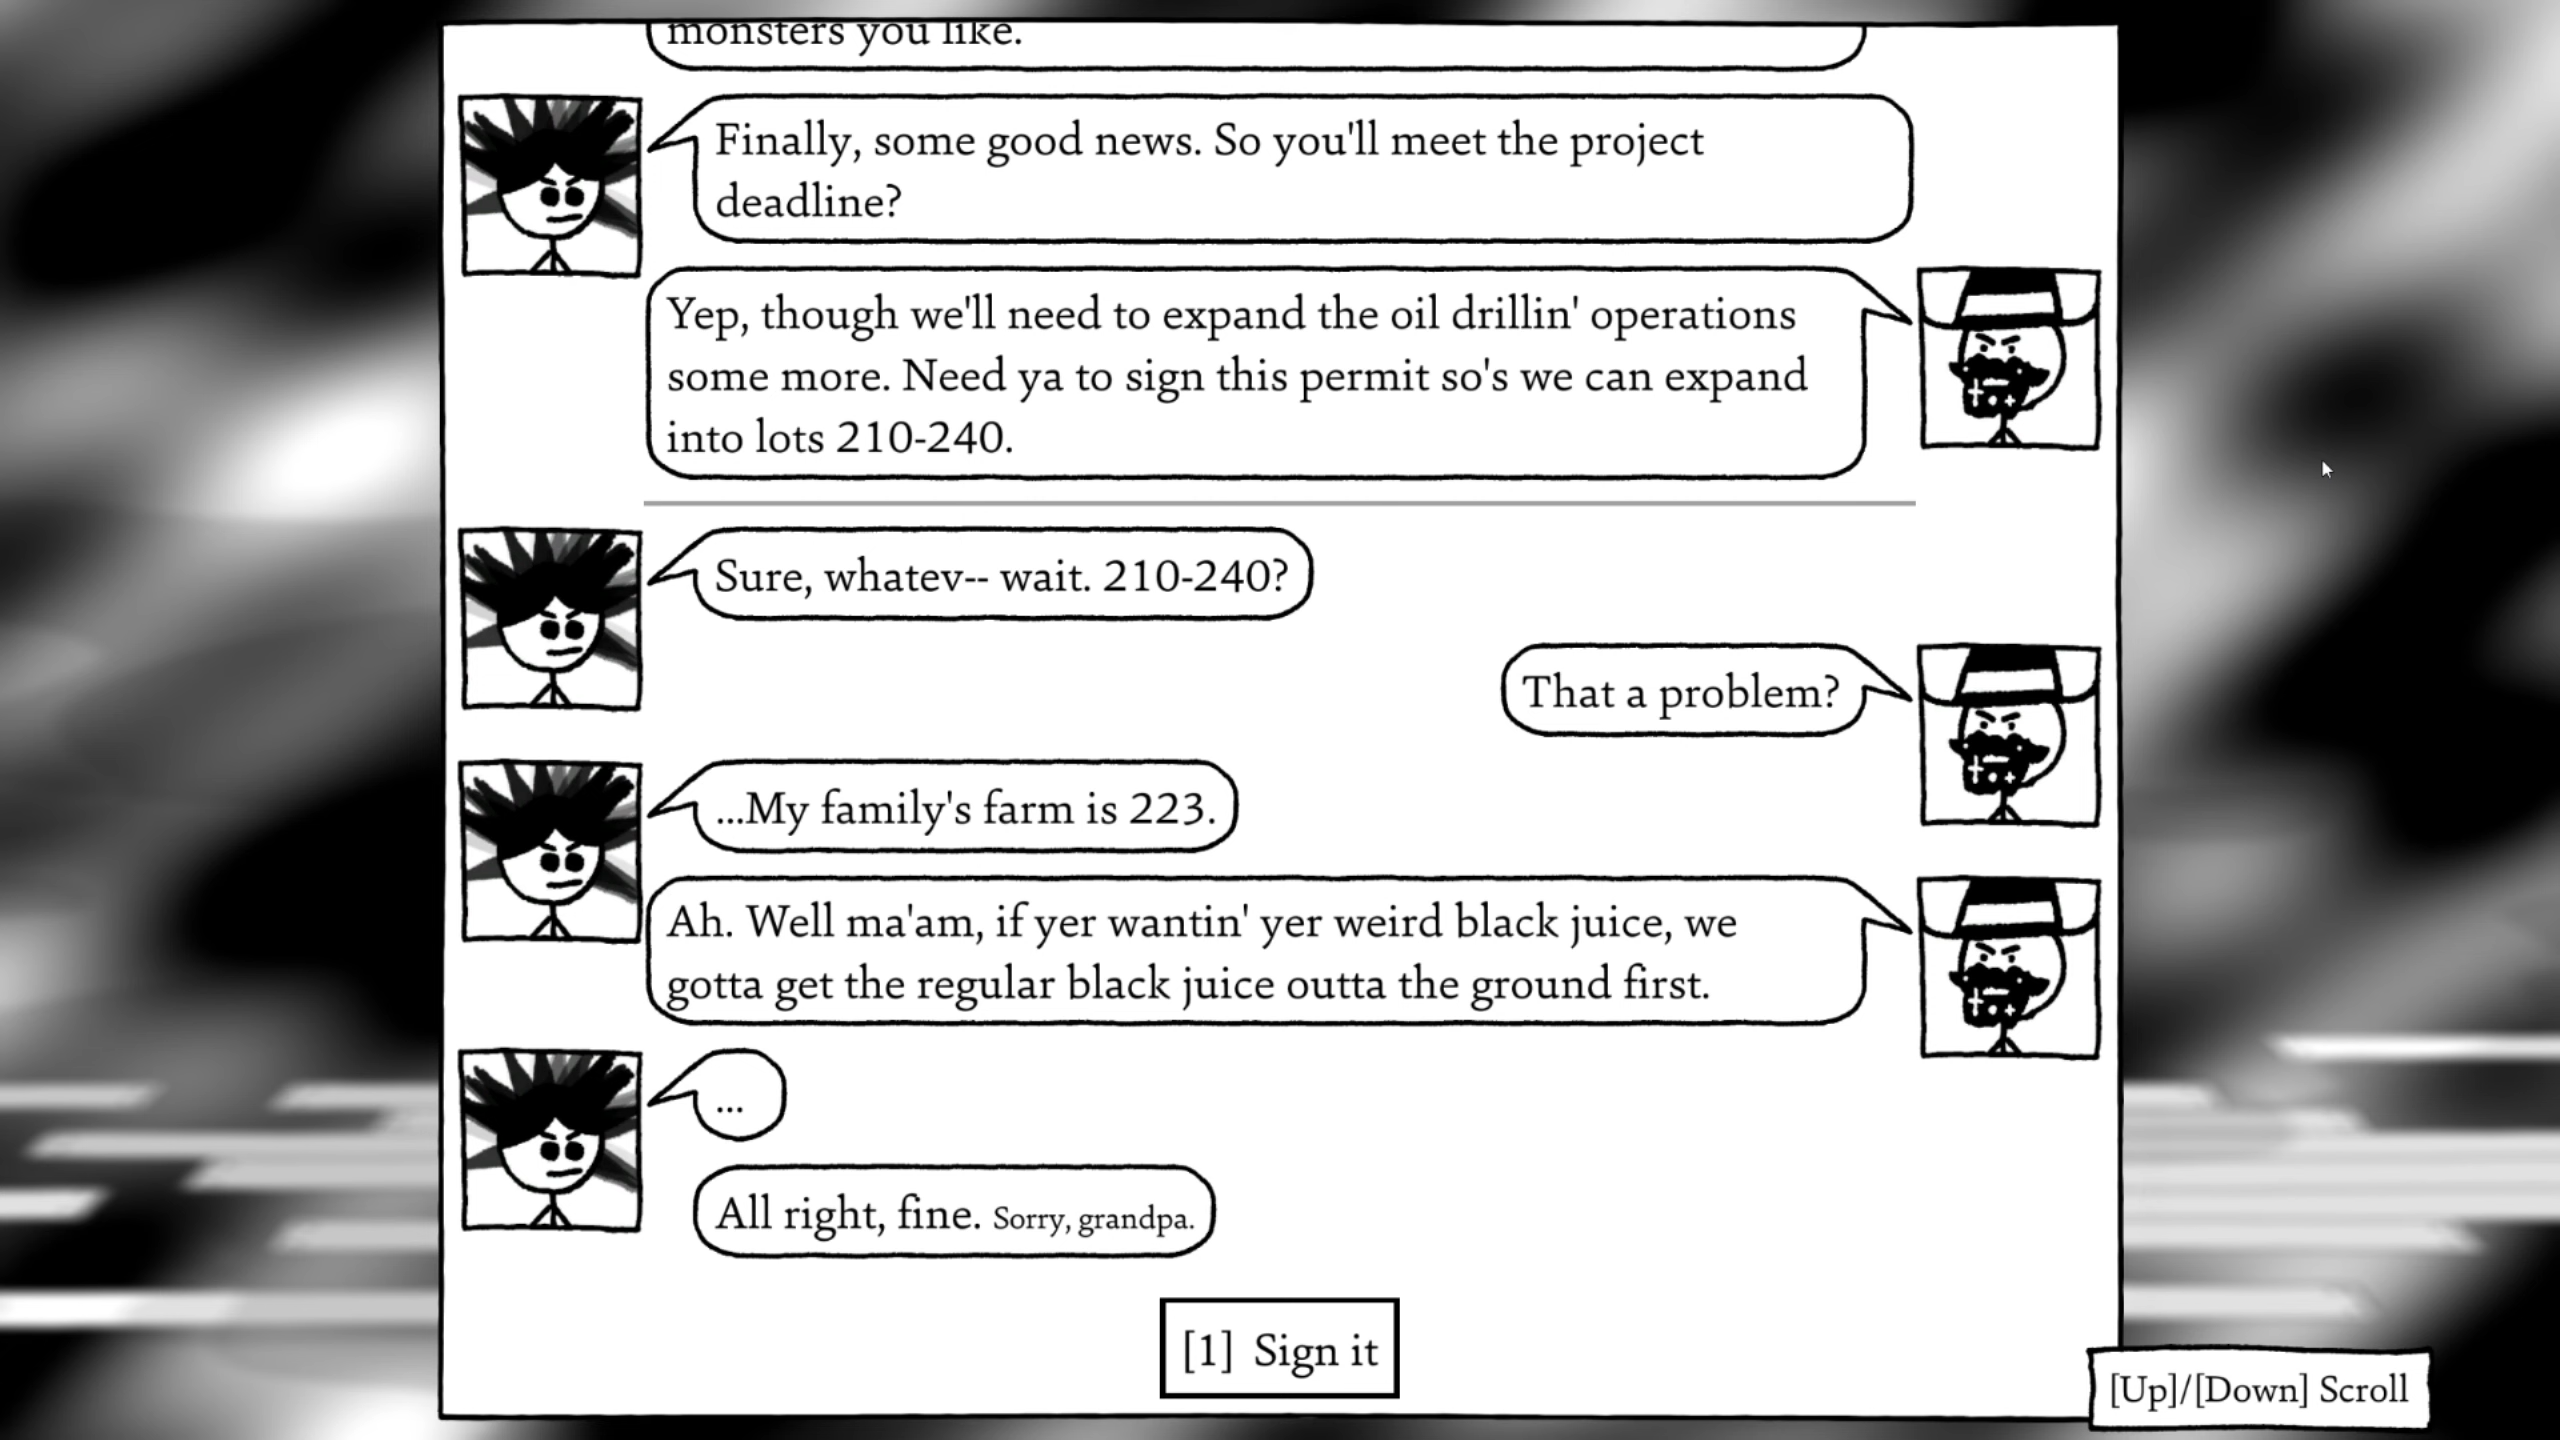 monsters you like.
Finally, some good news. So you'll meet the project
deadline?
Yep, though we'll need to expand the oil drillin' operations
some more. Need ya to sign this permit so's we can expand
into lots 210-240.
Sure, whatev-- wait. 210-240?
That a problem?
...My family's farm is 223.
Ah. Well ma'am, if yer wantin' yer weird black juice, we
gotta get the regular black juice outta the ground first.
...
All right, fine. Sorry, grandpa.
[1] Sign it
[Up]/[Down] Scroll